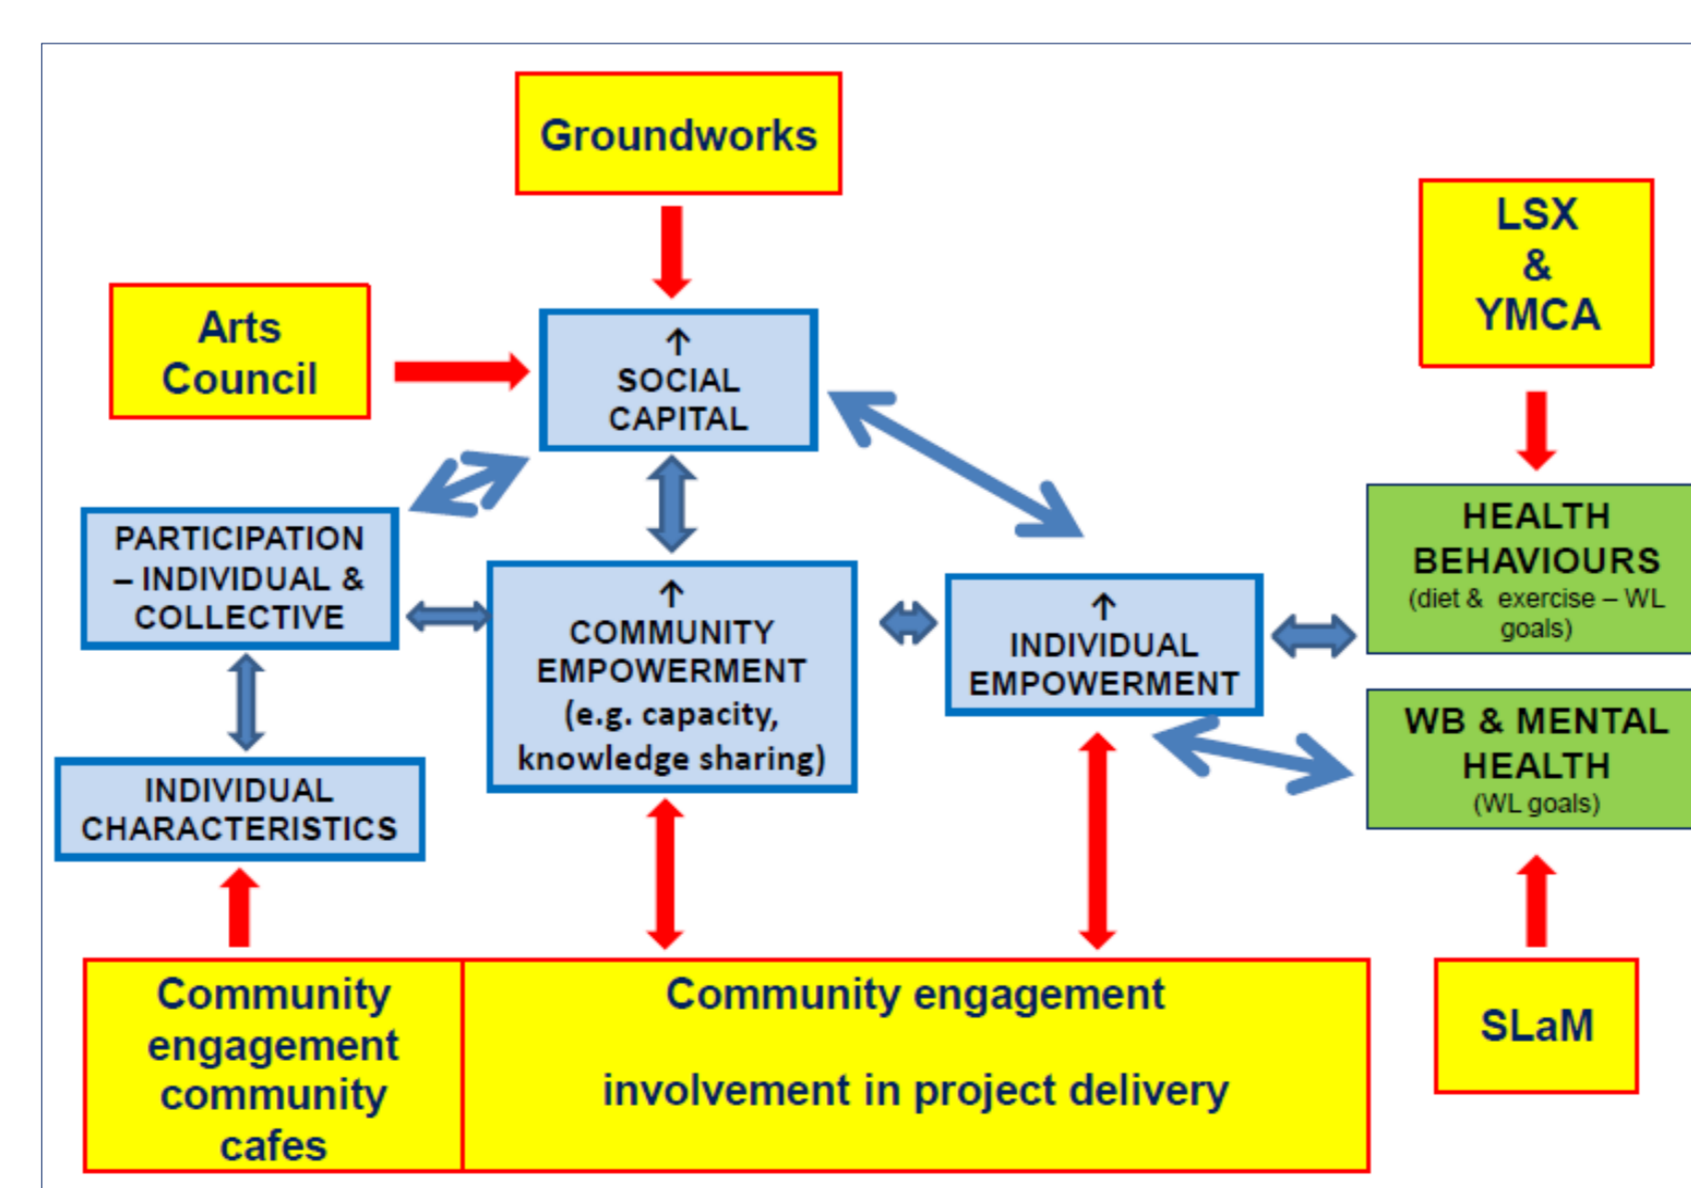 Groundworks
LSX
&
YMCA
Arts
Council
↑
SOCIAL
CAPITAL
PARTICIPATION
– INDIVIDUAL &
COLLECTIVE
↑
COMMUNITY
EMPOWERMENT
(e.g. capacity,
knowledge sharing)
↑
INDIVIDUAL
EMPOWERMENT
HEALTH
BEHAVIOURS
(diet & exercise – WL
goals)
WB & MENTAL
HEALTH
(WL goals)
INDIVIDUAL
CHARACTERISTICS
Community
engagement
community
cafes
Community engagement
involvement in project delivery
SLaM